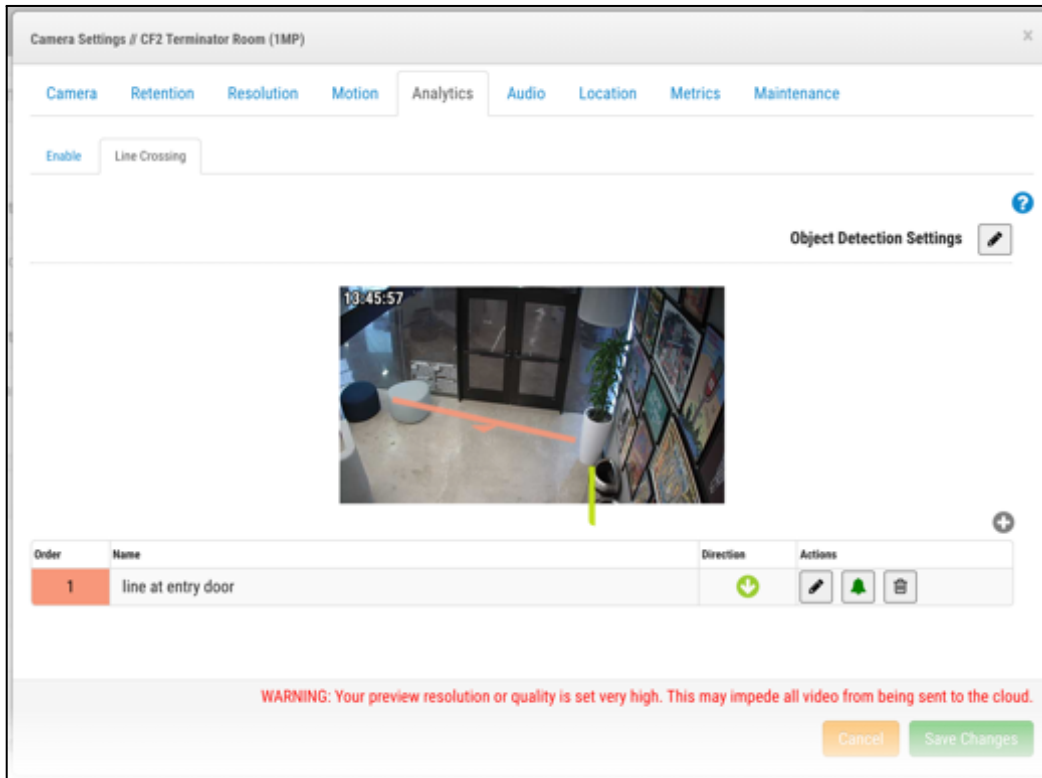 Camera Settings // CF2 Terminator Room (1MP)
Camera Retention Resolution Motion Analytics Audio Location Metrics Maintenance
Enable Line Crossing
Object Detection Settings
13:45:57
Order Name Direction Actions
1 line at entry door
WARNING: Your preview resolution or quality is set very high. This may impede all video from being sent to the cloud.
Cancel Save Changes